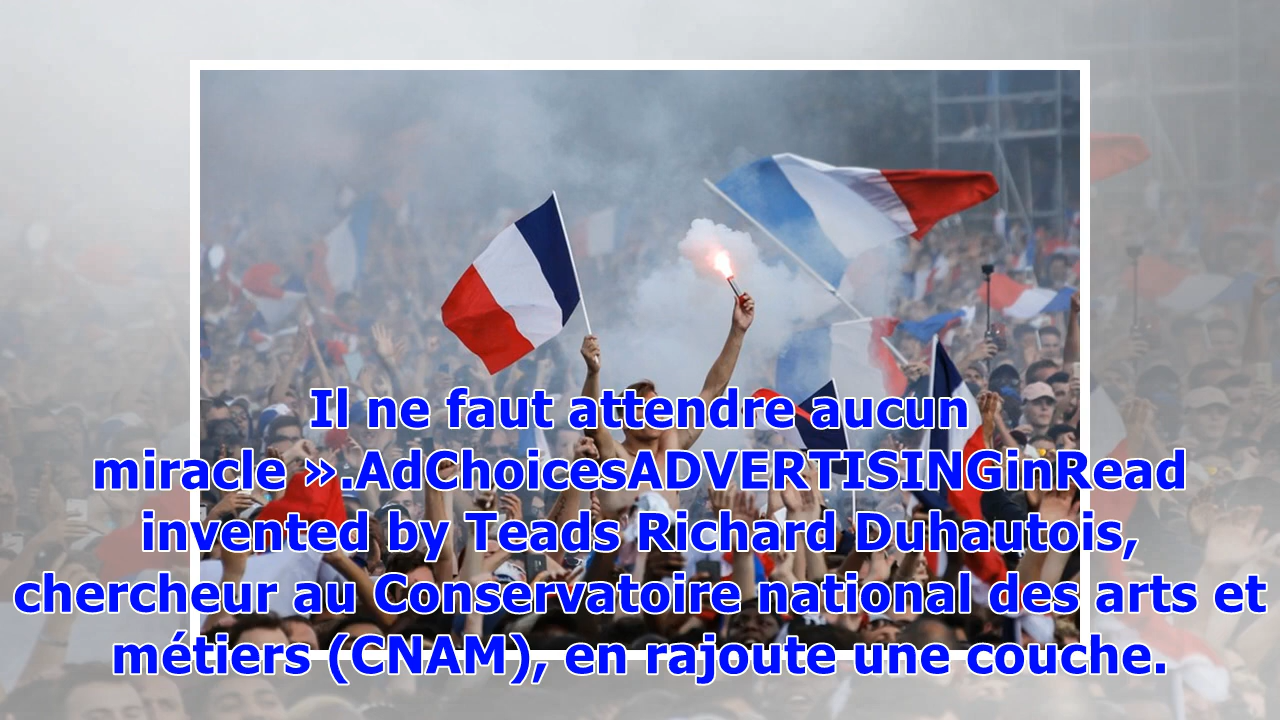 Il ne faut attendre aucun
miracle ».AdChoicesADVERTISINGinRead
invented by Teads Richard Duhautois,
chercheur au Conservatoire national des arts et
métiers (CNAM), en rajoute une couche.